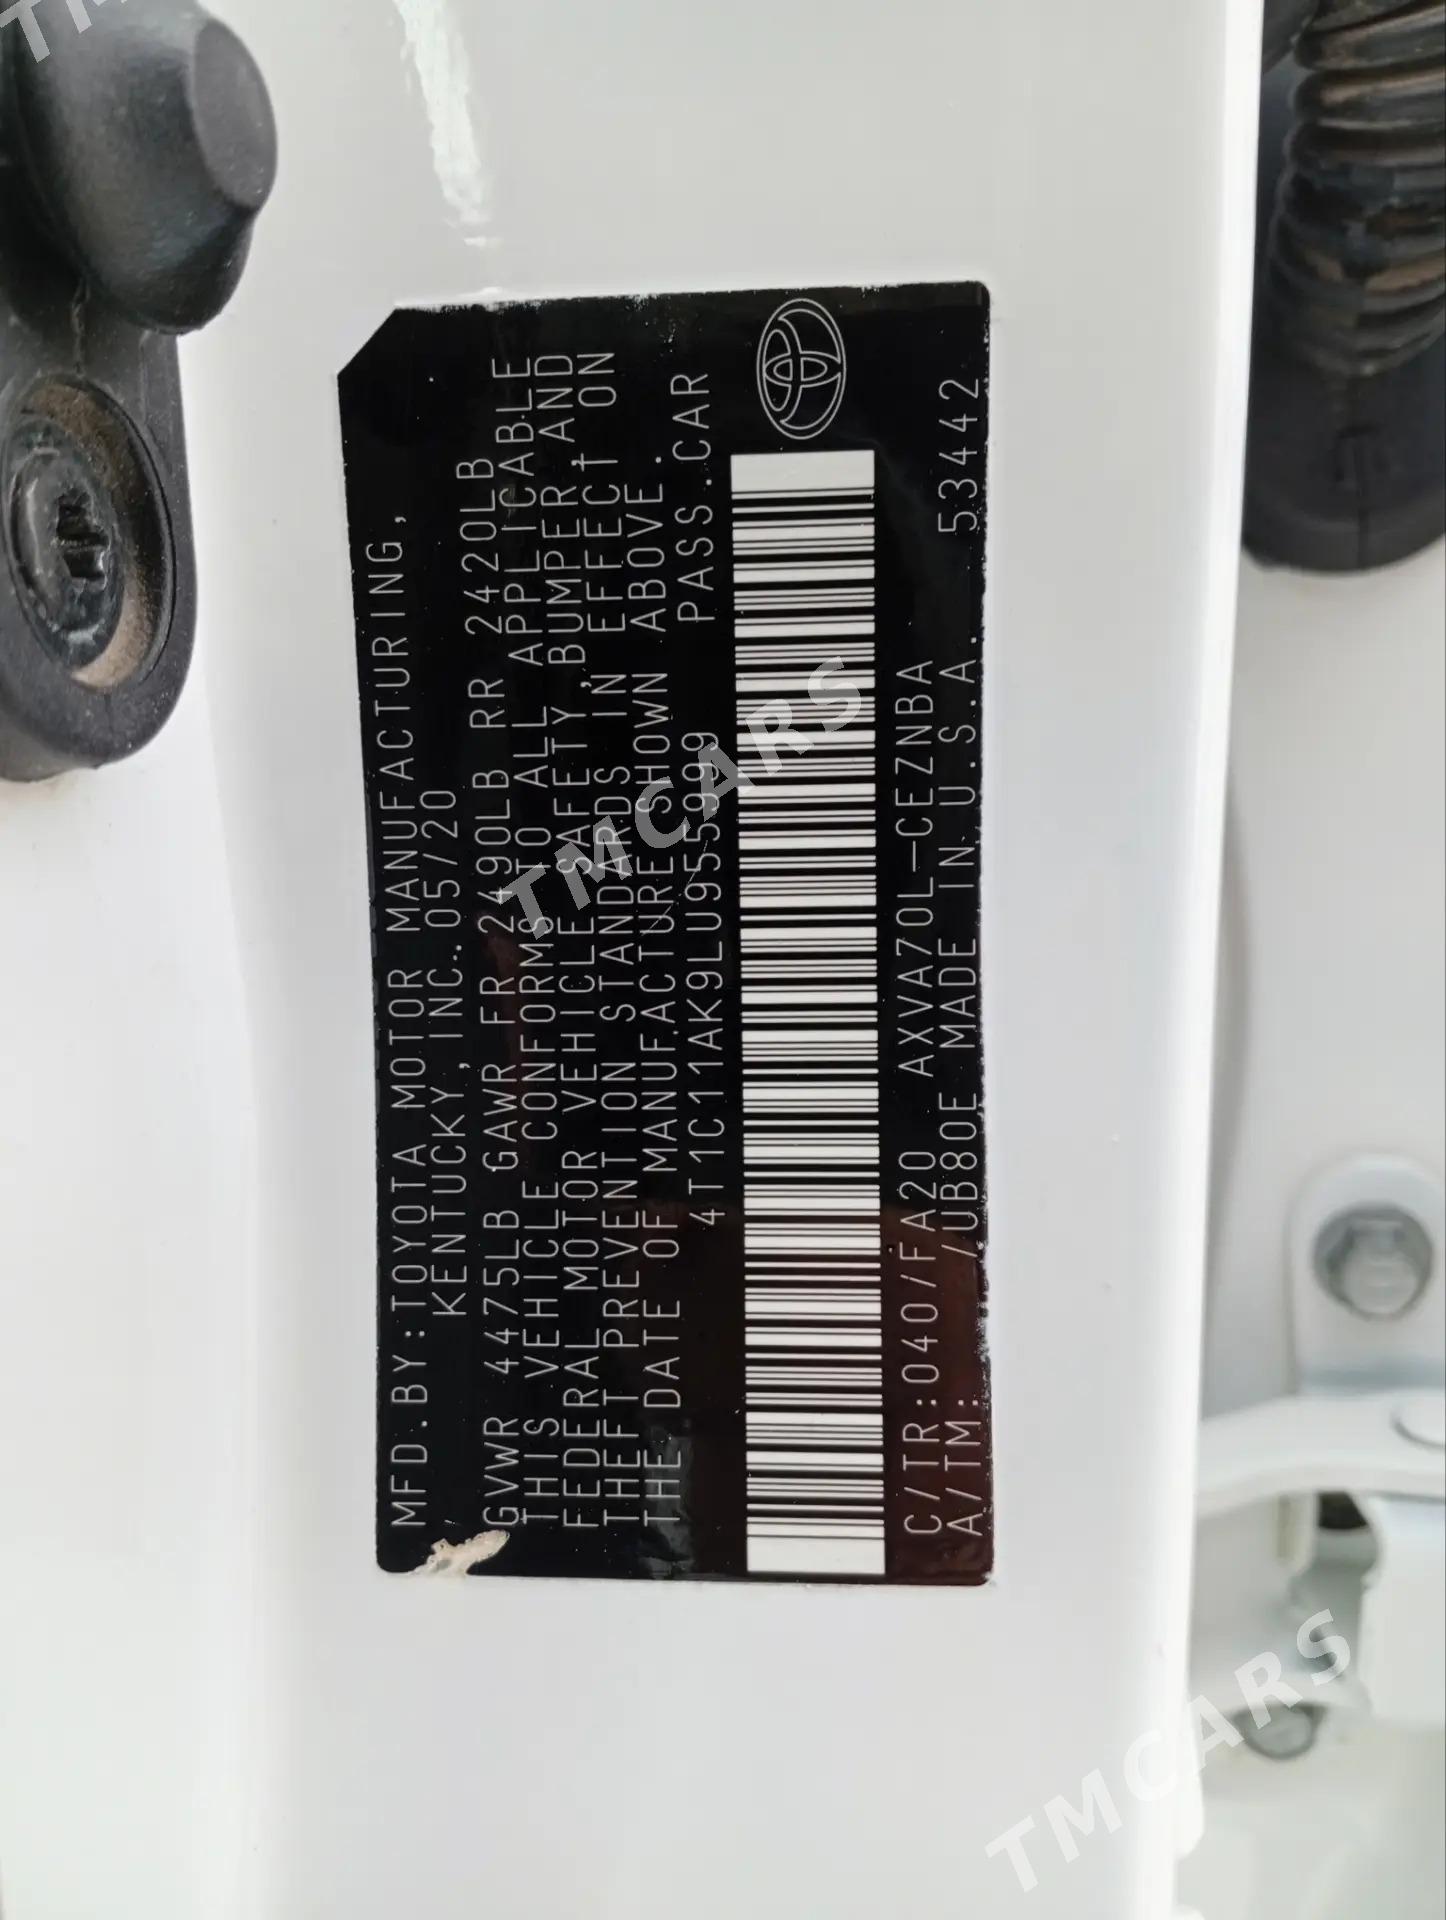 MFD.BY:TOYOTA MOTOR MANUFACTURING,
KENTUCKY, INC. 05/20
GVWR 4475LB GAWR FR 2490LB RR 2420LB
THIS VEHICLE CONFORMS TO ALL APPLICABLE
FEDERAL MOTOR VEHICLE SAFETY,BUMPER,AND
THEFT PREVENTION STANDARDS IN EFFECT ON
THE DATE OF MANUFACTURE SHOWN ABOVE.
4T1C11AK9LU955999 PASS.CAR
C/TR:040/FA20 AXVA70L-CEZNBA
A/TM: /UB80E MADE IN U.S.A. 53442
TMCARS
TMCARS